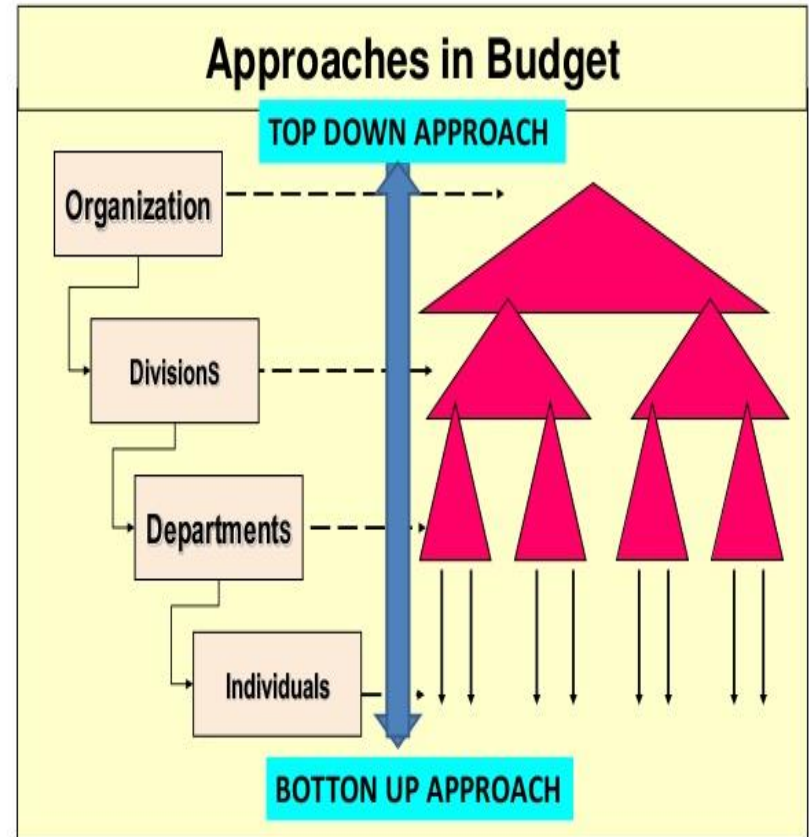 Approaches in Budget
TOP DOWN APPROACH
Organization
Divisions
Departments
Individuals
BOTTON UP APPROACH